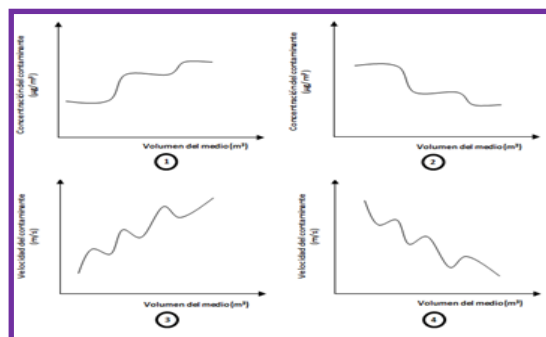 Concentración del contaminante
(µg/m³)
Volumen del medio (m³)
1
Concentración del contaminante
(µg/m³)
Volumen del medio (m³)
2
Velocidad del contaminante
(m/s)
Volumen del medio (m³)
3
Velocidad del contaminante
(m/s)
Volumen del medio (m³)
4